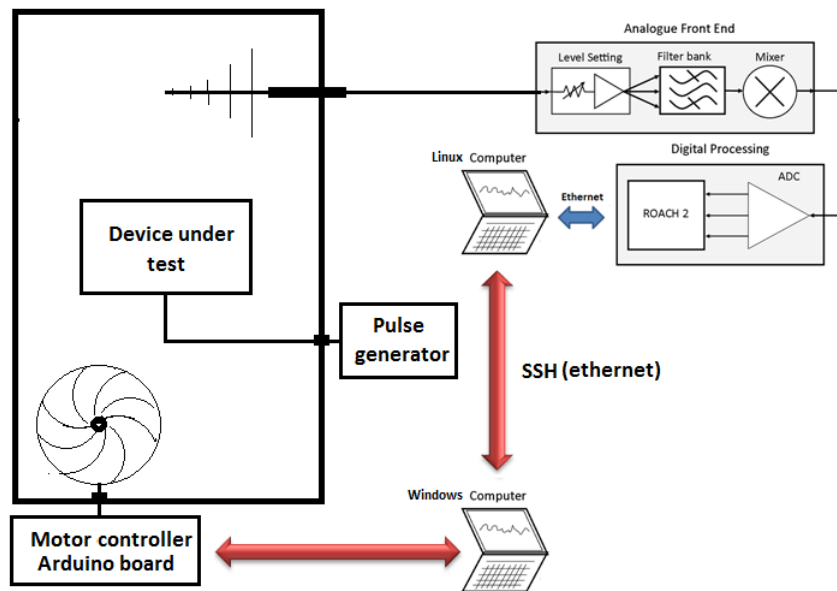 Analogue Front End
Level Setting
Filter bank
Mixer
Linux Computer
Digital Processing
Ethernet
ADC
ROACH 2
Device under
test
Pulse
generator
SSH (ethernet)
Windows Computer
Motor controller
Arduino board